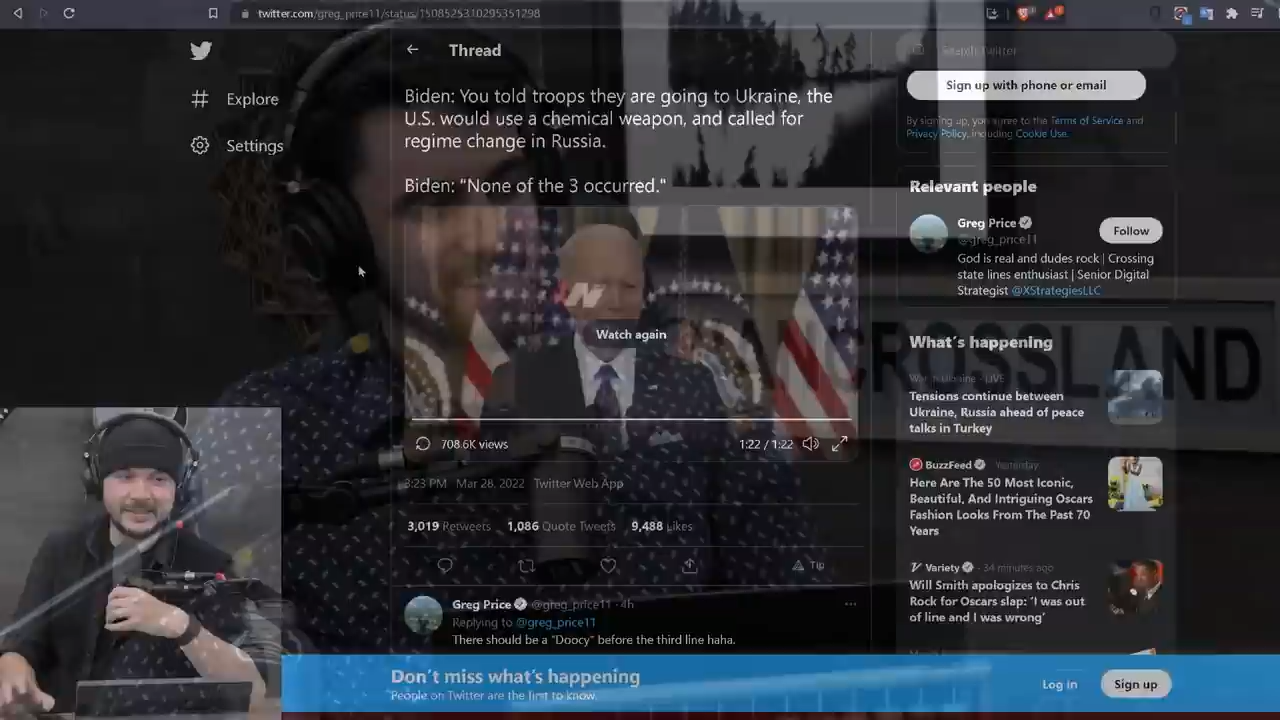 twitter.com/greg_price11/status/1508525310295351298
Explore
Settings
Thread
Biden: You told troops they are going to Ukraine, the
U.S. would use a chemical weapon, and called for
regime change in Russia.
Biden: "None of the 3 occurred."
Watch again
708.6K views
1:22 / 1:22
3:23 PM Mar 28, 2022 Twitter Web App
3,019 Retweets 1,086 Quote Tweets 9,488 Likes
Tip
Greg Price @greg_price11 · 4h
Replying to @greg_price11
There should be a "Doocy" before the third line haha.
Search Twitter
Sign up with phone or email
By signing up, you agree to the Terms of Service and
Privacy Policy, including Cookie Use.
Relevant people
Greg Price
@greg_price11
Follow
God is real and dudes rock | Crossing
state lines enthusiast | Senior Digital
Strategist @XStrategiesLLC
What's happening
War in Ukraine · LIVE
Tensions continue between
Ukraine, Russia ahead of peace
talks in Turkey
BuzzFeed · Yesterday
Here Are The 50 Most Iconic,
Beautiful, And Intriguing Oscars
Fashion Looks From The Past 70
Years
Variety · 34 minutes ago
Will Smith apologizes to Chris
Rock for Oscars slap: 'I was out
of line and I was wrong'
Don't miss what's happening
People on Twitter are the first to know.
Log in
Sign up